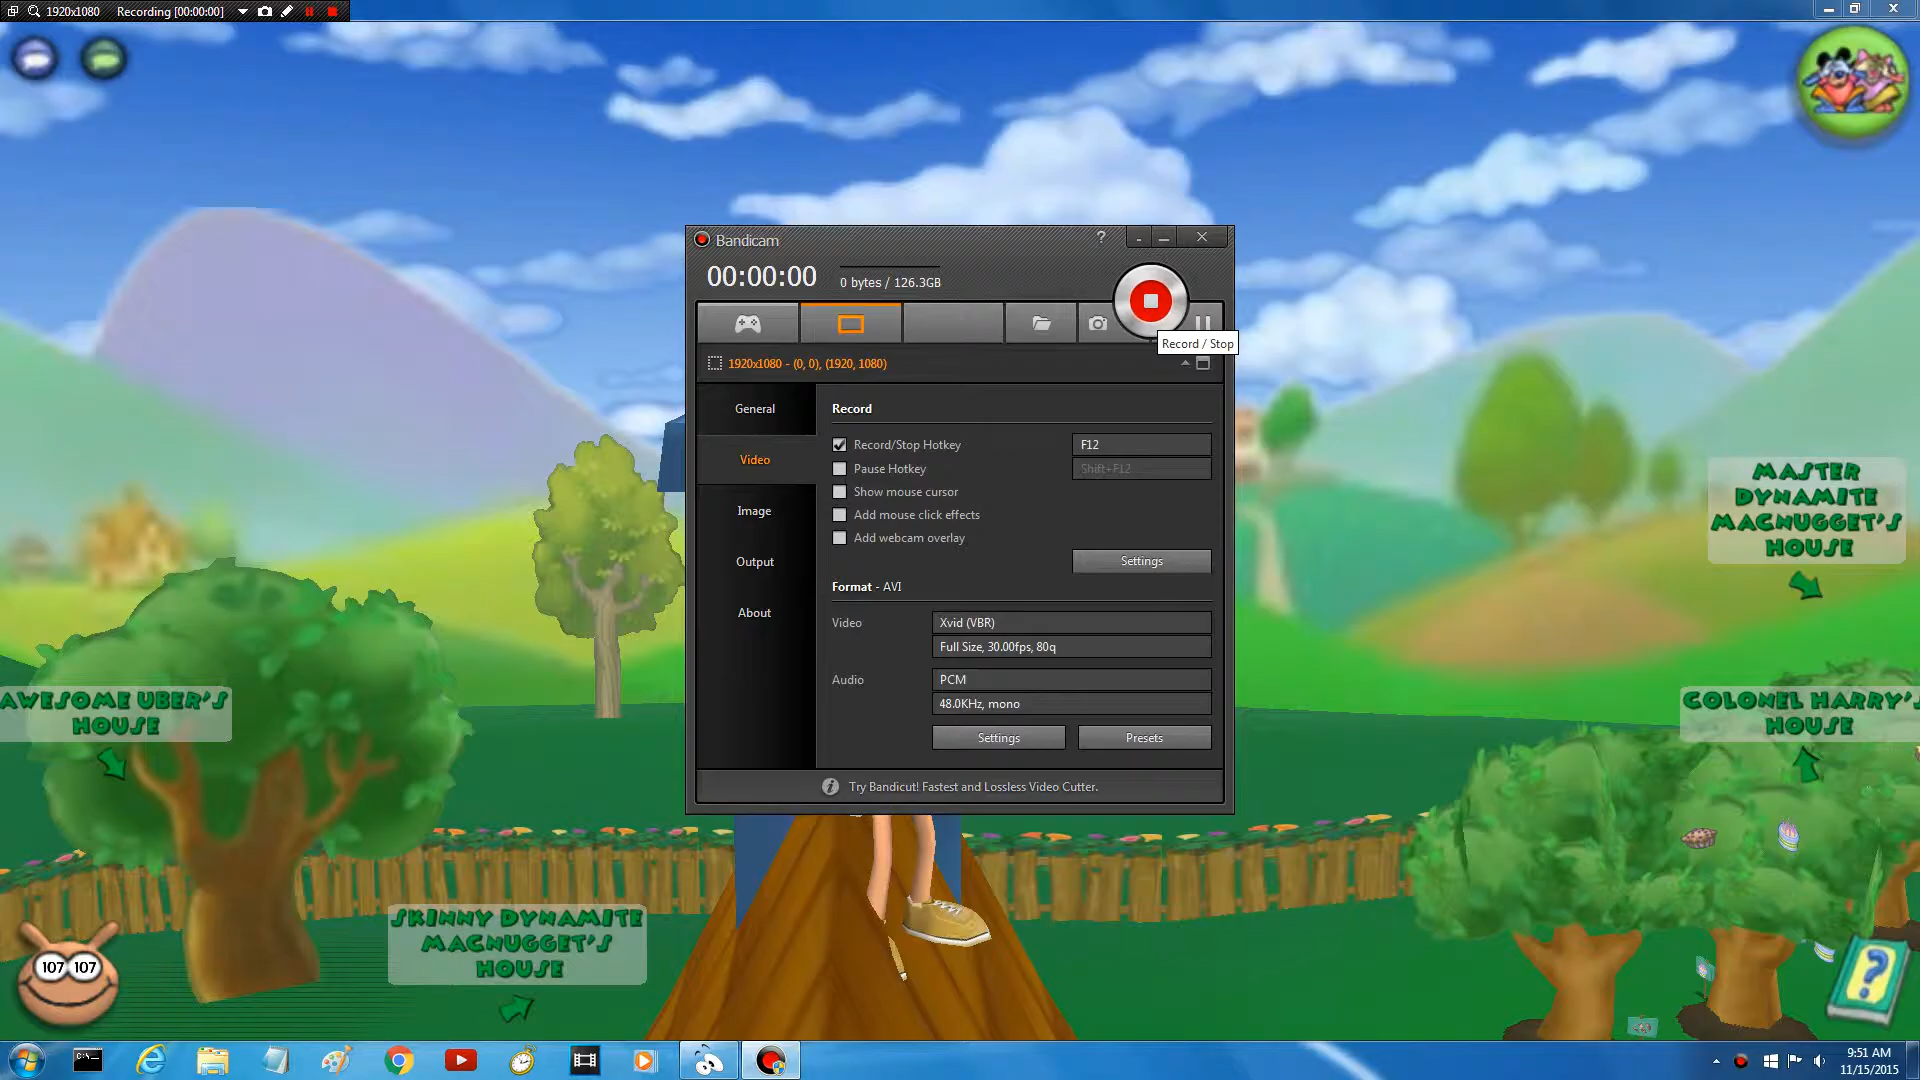 1920x1080 Recording [00:00:00]
Bandicam
?
00:00:00
0 bytes / 126.3GB
Record / Stop
1920x1080 - (0, 0), (1920, 1080)
General
Video
Image
Output
About
Record
Record/Stop Hotkey F12
Pause Hotkey Shift+F12
Show mouse cursor
Add mouse click effects
Add webcam overlay
Settings
Format - AVI
Video Xvid (VBR)
Full Size, 30.00fps, 80q
Audio PCM
48.0KHz, mono
Settings Presets
Try Bandicut! Fastest and Lossless Video Cutter.
MASTER
DYNAMITE
MACNUGGET'S
HOUSE
AWESOME UBER'S
HOUSE
COLONEL HARRY'S
HOUSE
SKINNY DYNAMITE
MACNUGGET'S
HOUSE
107 107
?
C:\_
9:51 AM
11/15/2015